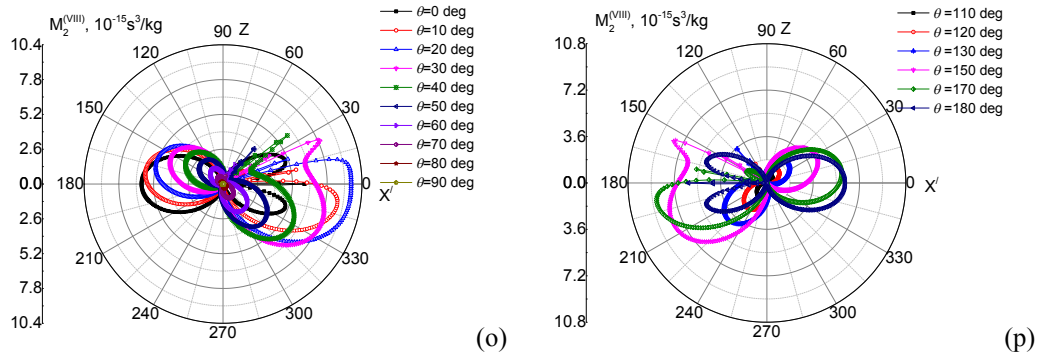 M₂⁽ⱽᴵᴵᴵ⁾, 10⁻¹⁵s³/kg
10.4
7.8
5.2
2.6
0.0
2.6
5.2
7.8
10.4
90 Z
120
60
150
30
180
0
X/
210
330
240
300
270
θ=0 deg
θ=10 deg
θ=20 deg
θ=30 deg
θ=40 deg
θ=50 deg
θ=60 deg
θ=70 deg
θ=80 deg
θ=90 deg
(o)
M₂⁽ⱽᴵᴵᴵ⁾, 10⁻¹⁵s³/kg
10.8
7.2
3.6
0.0
3.6
7.2
10.8
90 Z
120
60
150
30
180
0
X/
210
330
240
300
270
θ =110 deg
θ =120 deg
θ =130 deg
θ =150 deg
θ =170 deg
θ =180 deg
(p)